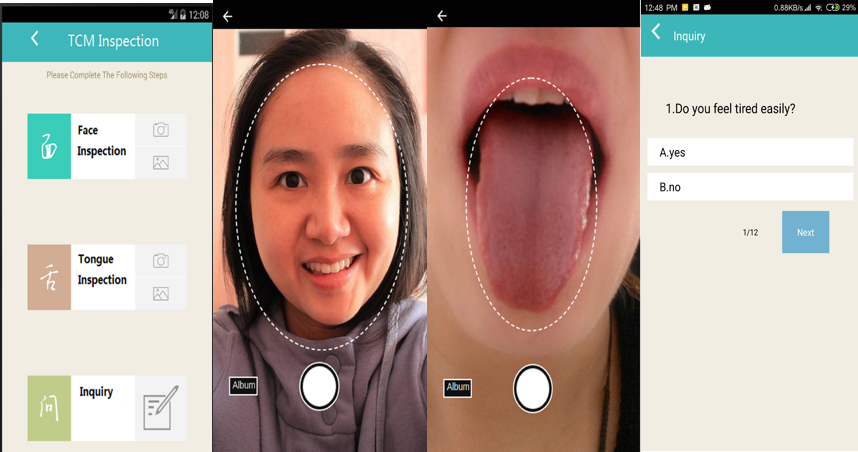 12:08
TCM Inspection
Please Complete The Following Steps
面
Face
Inspection
舌
Tongue
Inspection
问
Inquiry
Album
Album
12:48 PM 0.88KB/s 29%
Inquiry
1.Do you feel tired easily?
A.yes
B.no
1/12 Next